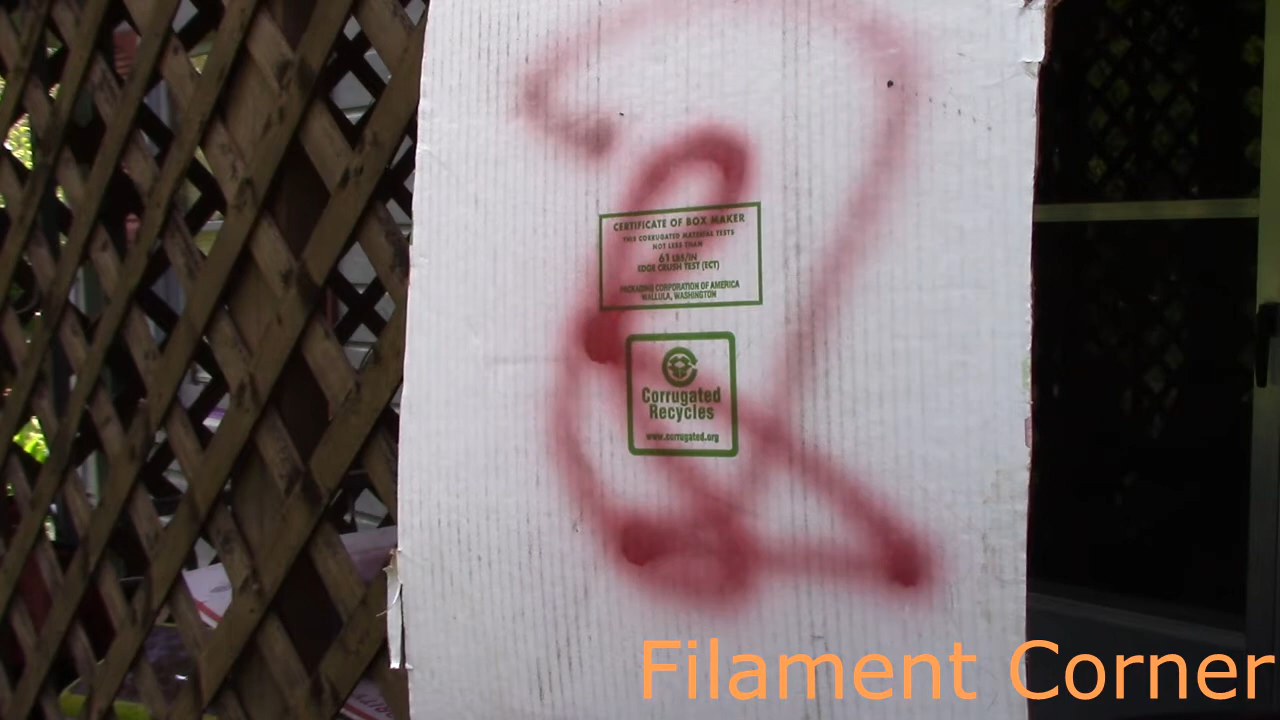 CERTIFICATE OF BOX MAKER
THIS CORRUGATED MATERIAL TESTS
NOT LESS THAN
61 LBS/IN
EDGE CRUSH TEST (ECT)
PACKAGING CORPORATION OF AMERICA
WALLULA, WASHINGTON
Corrugated
Recycles
www.corrugated.org
Filament Corner